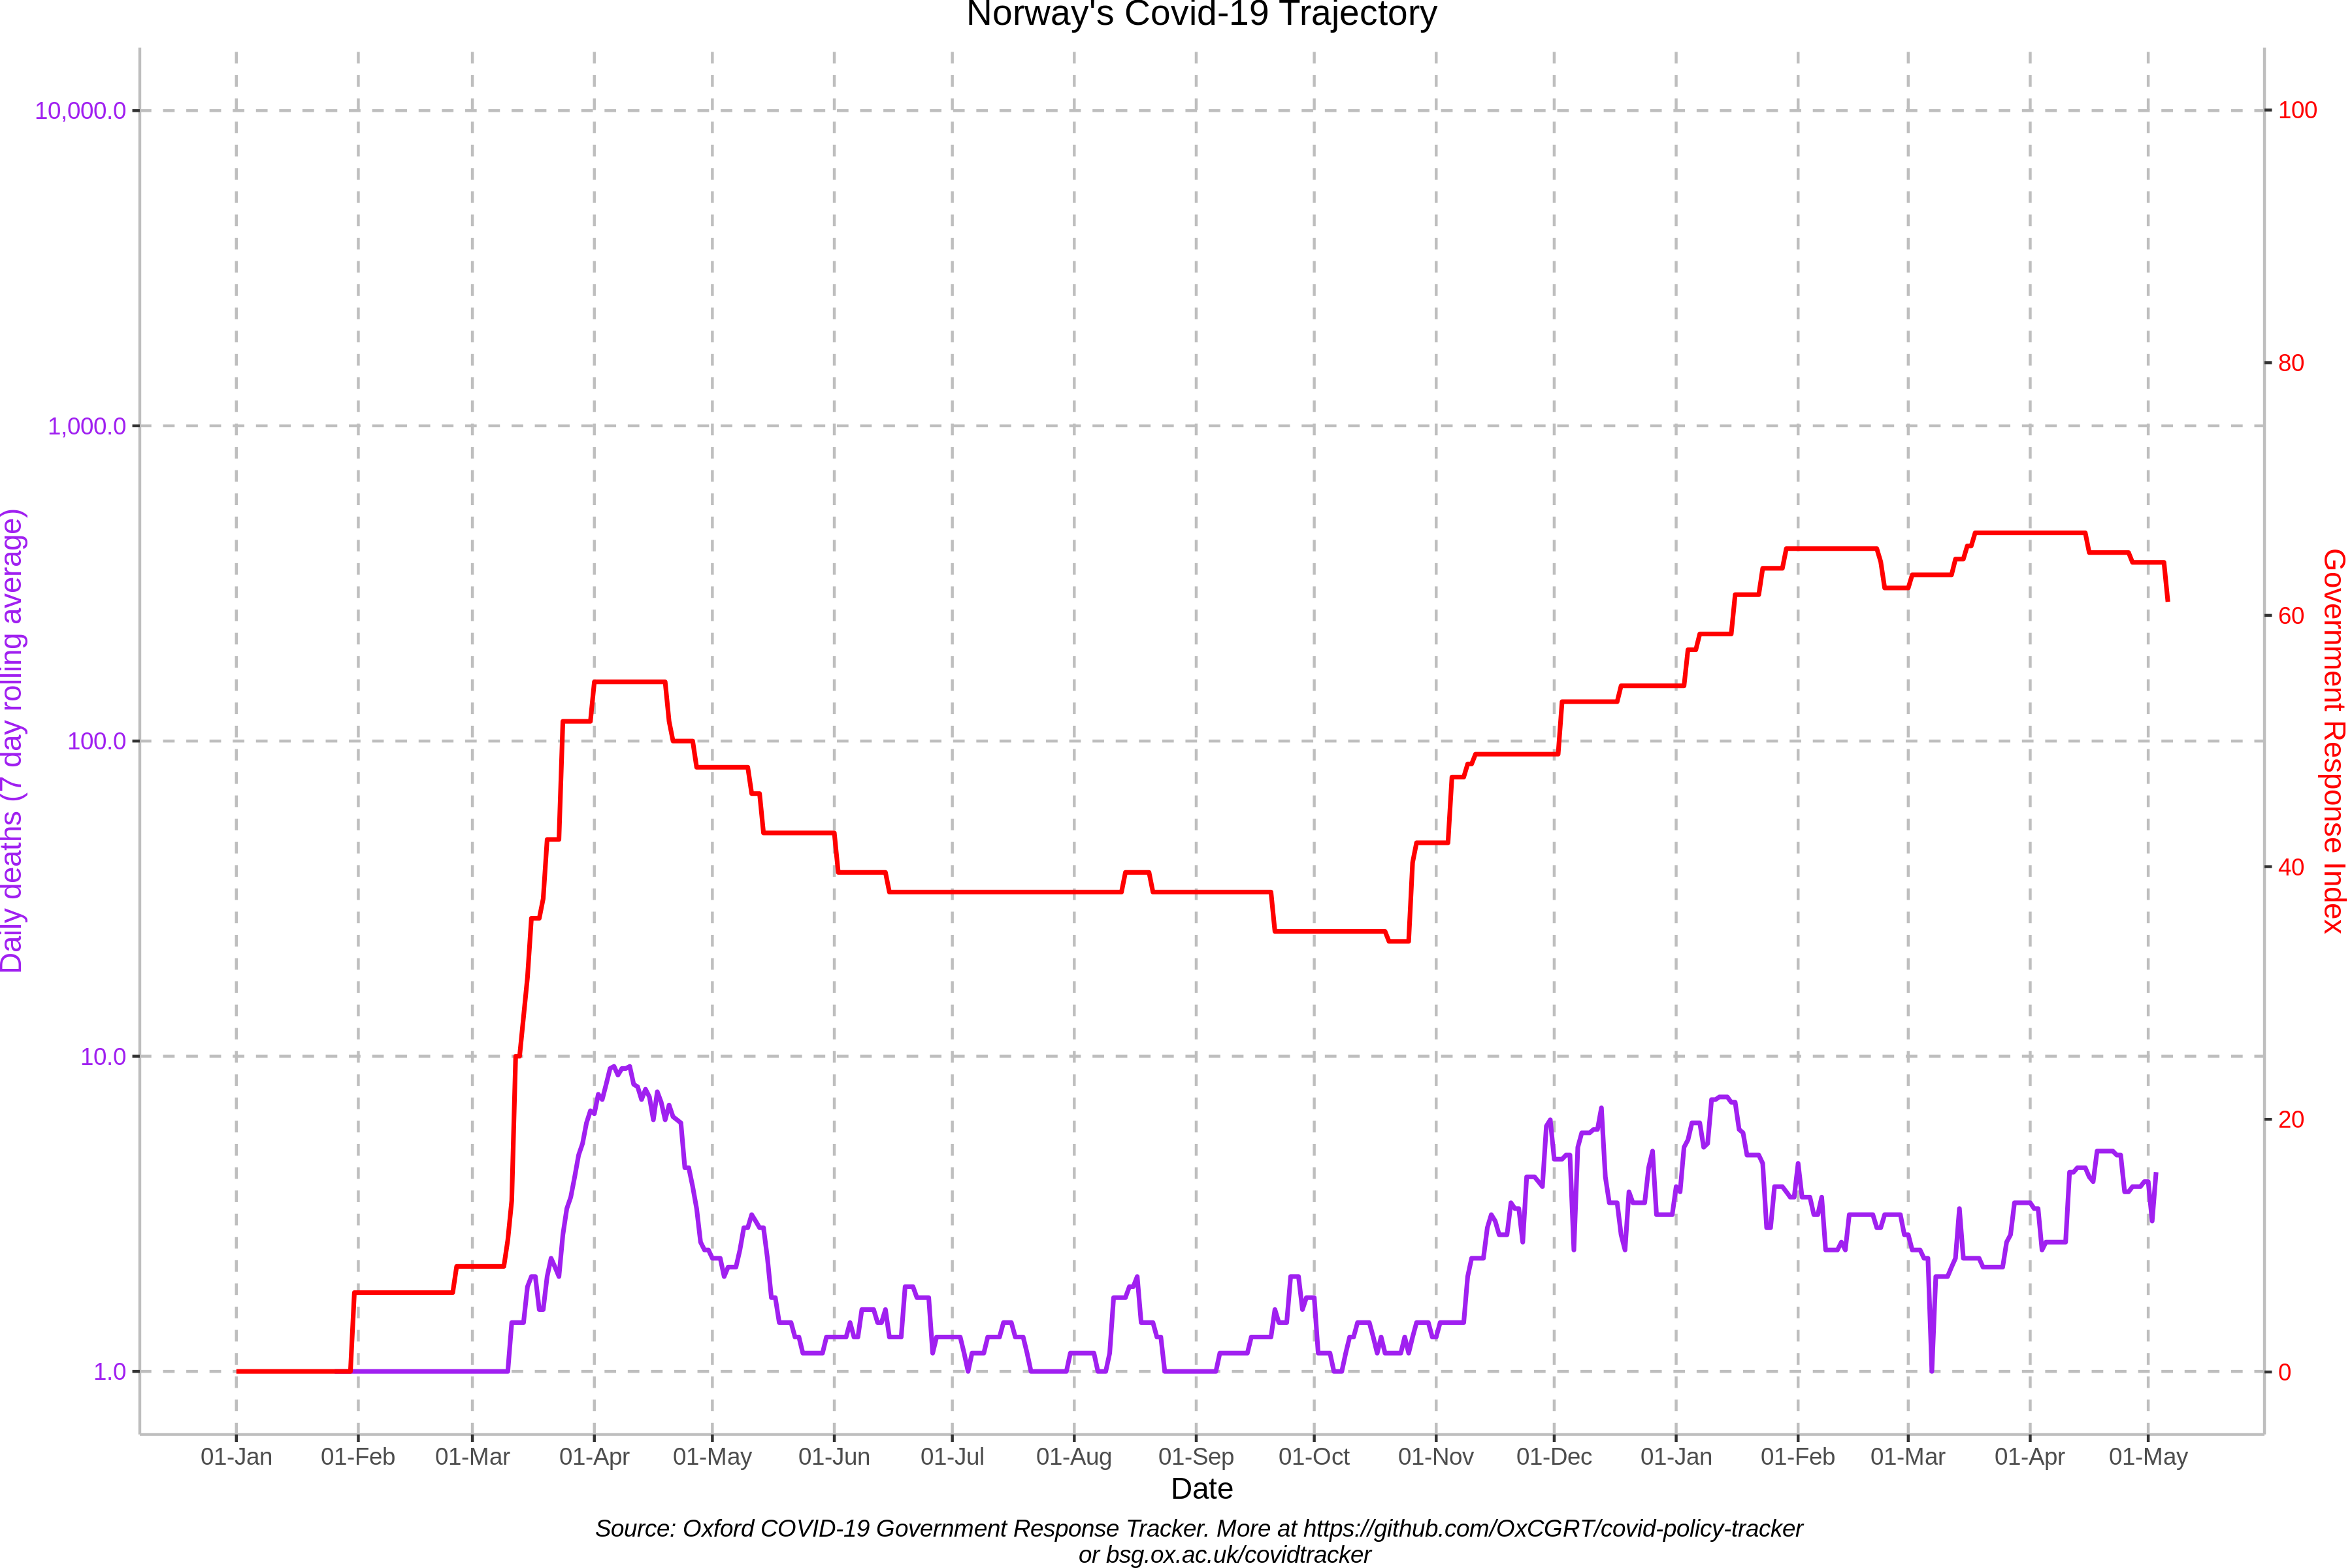 Norway's Covid-19 Trajectory
10,000.0
1,000.0
100.0
10.0
1.0
Daily deaths (7 day rolling average)
100
80
60
40
20
0
Government Response Index
01-Jan 01-Feb 01-Mar 01-Apr 01-May 01-Jun 01-Jul 01-Aug 01-Sep 01-Oct 01-Nov 01-Dec 01-Jan 01-Feb 01-Mar 01-Apr 01-May
Date
Source: Oxford COVID-19 Government Response Tracker. More at https://github.com/OxCGRT/covid-policy-tracker
or bsg.ox.ac.uk/covidtracker